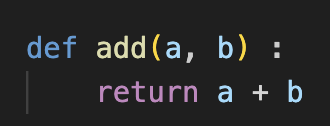 def add(a, b) :
    return a + b